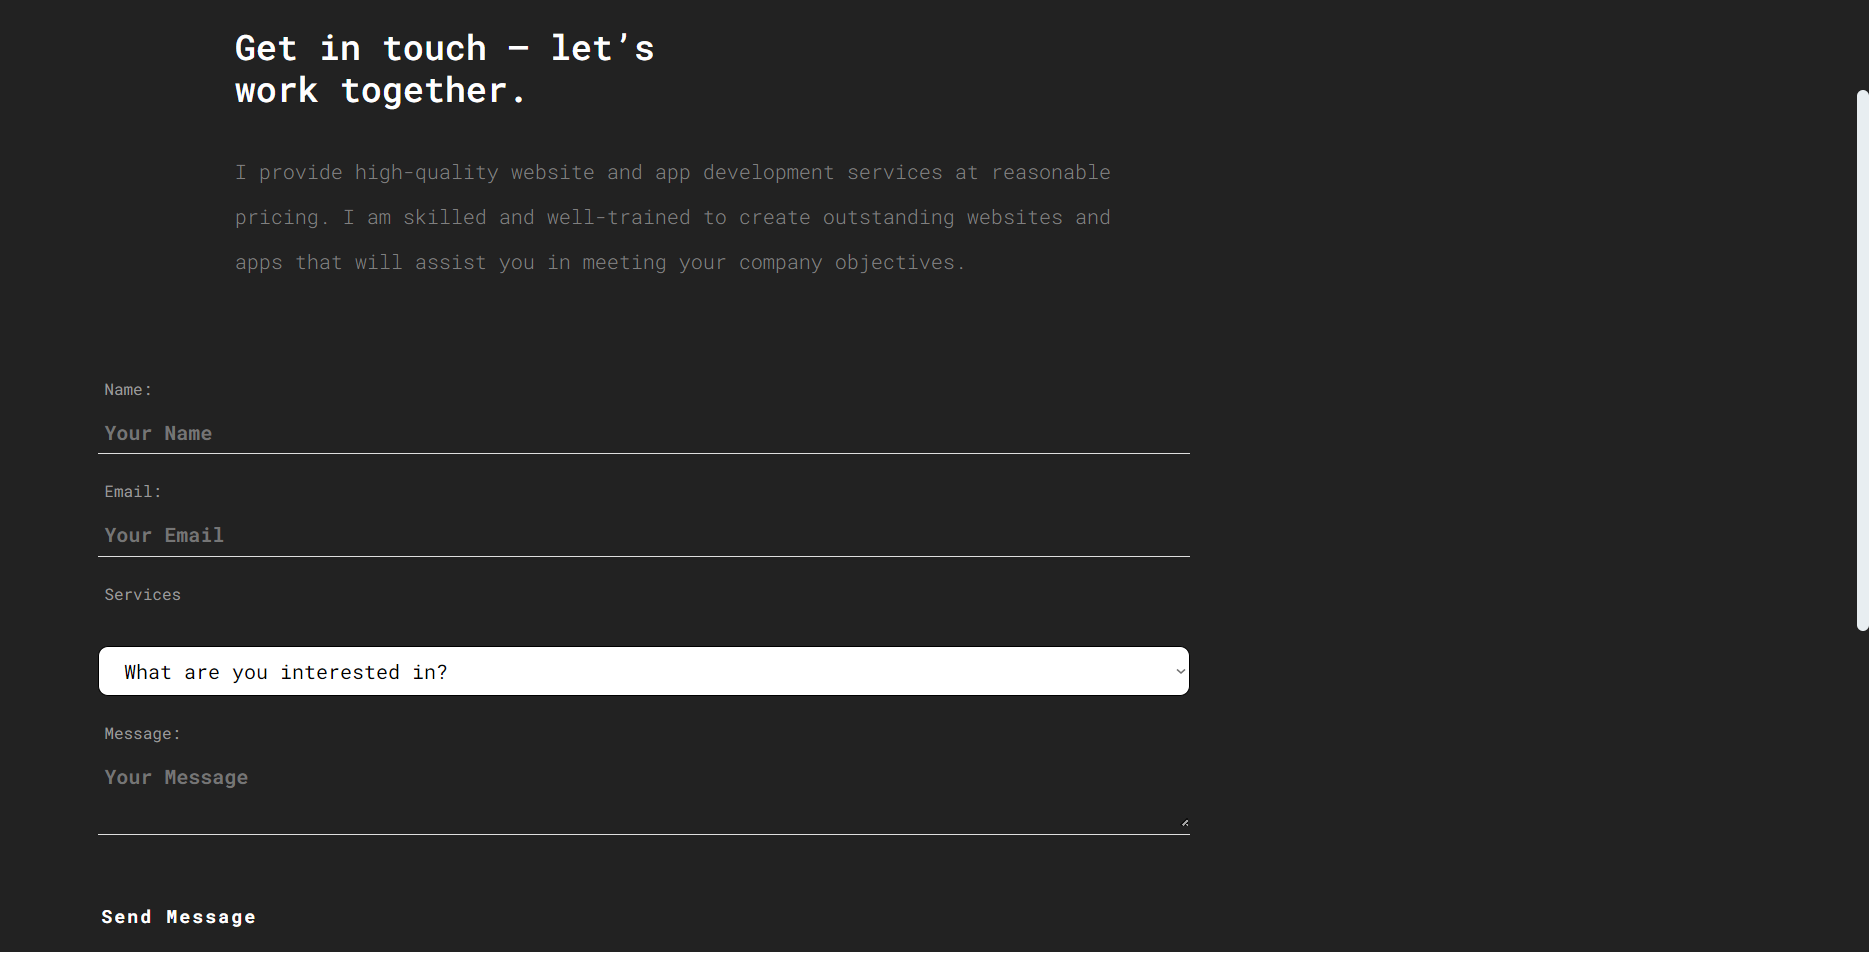 Get in touch — let’s
work together.
I provide high-quality website and app development services at reasonable
pricing. I am skilled and well-trained to create outstanding websites and
apps that will assist you in meeting your company objectives.
Name:
Your Name
Email:
Your Email
Services
What are you interested in?
Message:
Your Message
Send Message